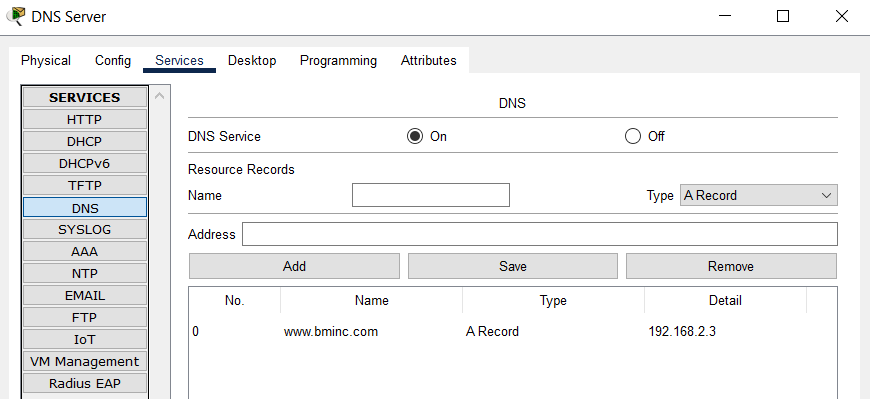 DNS Server
Physical Config Services Desktop Programming Attributes
SERVICES
HTTP
DHCP
DHCPv6
TFTP
DNS
SYSLOG
AAA
NTP
EMAIL
FTP
IoT
VM Management
Radius EAP
DNS
DNS Service On Off
Resource Records
Name Type A Record
Address
Add Save Remove
No. Name Type Detail
0 www.bminc.com A Record 192.168.2.3